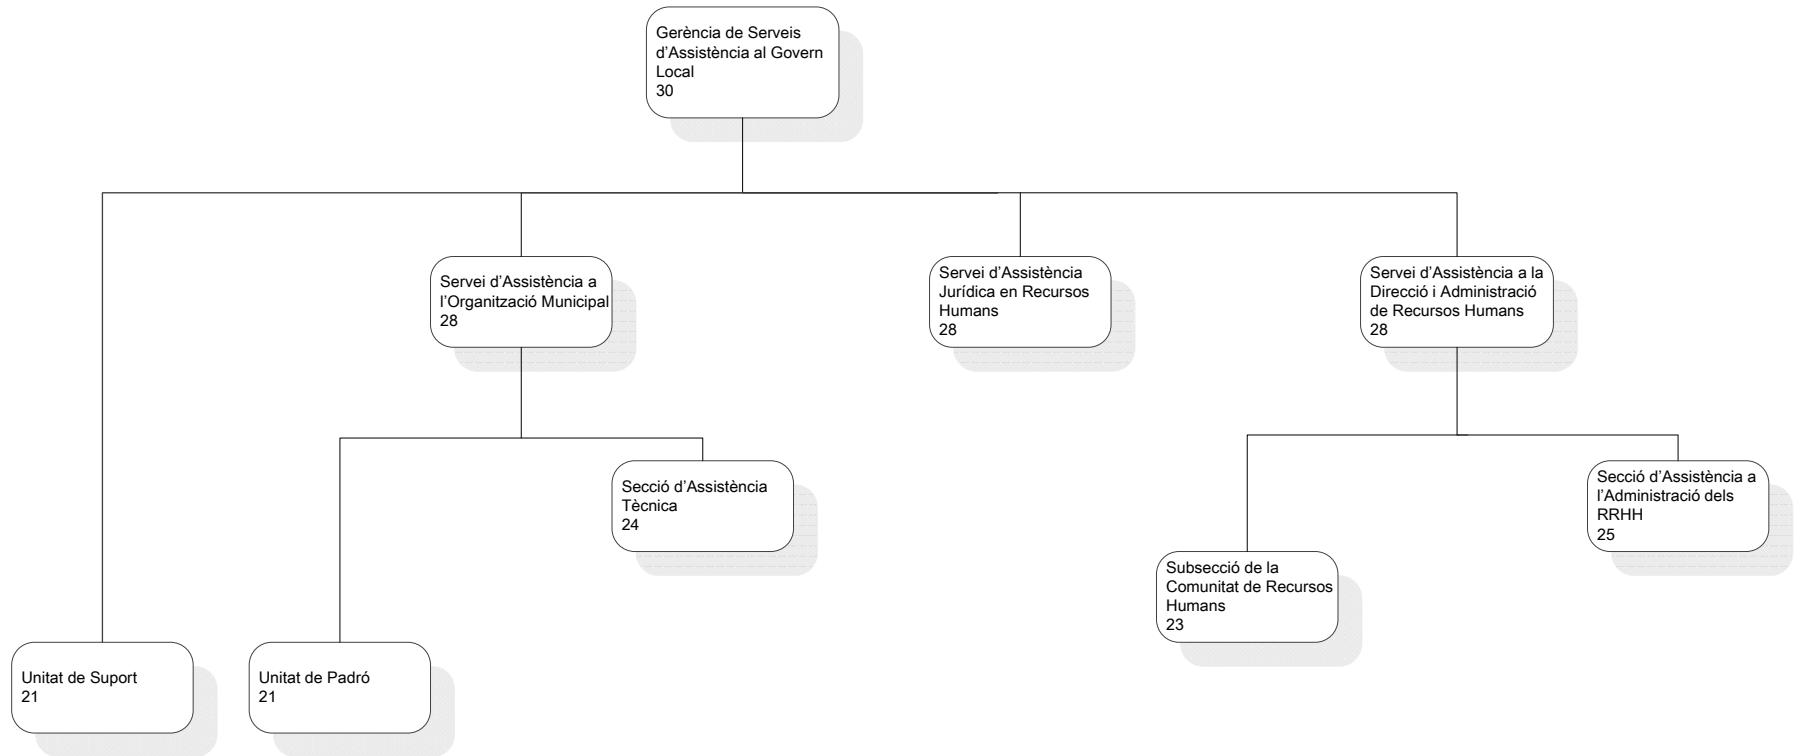 Gerència de Serveis
d’Assistència al Govern
Local
30
Servei d’Assistència a
l’Organització Municipal
28
Servei d’Assistència
Jurídica en Recursos
Humans
28
Servei d’Assistència a la
Direcció i Administració
de Recursos Humans
28
Secció d’Assistència
Tècnica
24
Secció d’Assistència a
l’Administració dels
RRHH
25
Subsecció de la
Comunitat de Recursos
Humans
23
Unitat de Suport
21
Unitat de Padró
21